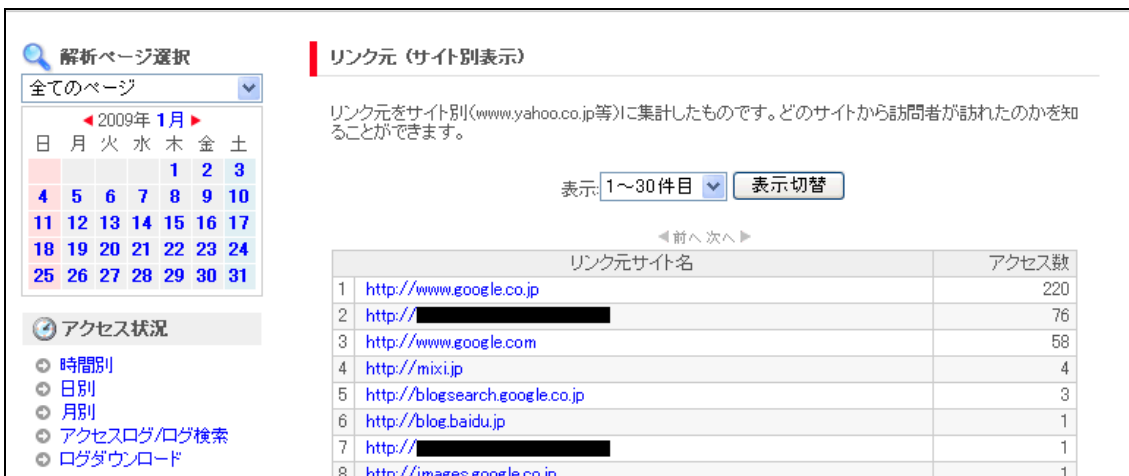 解析ページ選択
全てのページ
2009年 1月
日 月 火 水 木 金 土
1 2 3
4 5 6 7 8 9 10
11 12 13 14 15 16 17
18 19 20 21 22 23 24
25 26 27 28 29 30 31
アクセス状況
時間別
日別
月別
アクセスログ/ログ検索
ログダウンロード
リンク元（サイト別表示）
リンク元をサイト別(www.yahoo.co.jp等)に集計したものです。どのサイトから訪問者が訪れたのかを知
ることができます。
表示:1～30件目 表示切替
前へ 次へ
リンク元サイト名 アクセス数
1 http://www.google.co.jp 220
2 http:// 76
3 http://www.google.com 58
4 http://mixi.jp 4
5 http://blogsearch.google.co.jp 3
6 http://blog.baidu.jp 1
7 http:// 1
8 http://images.google.co.jp 1